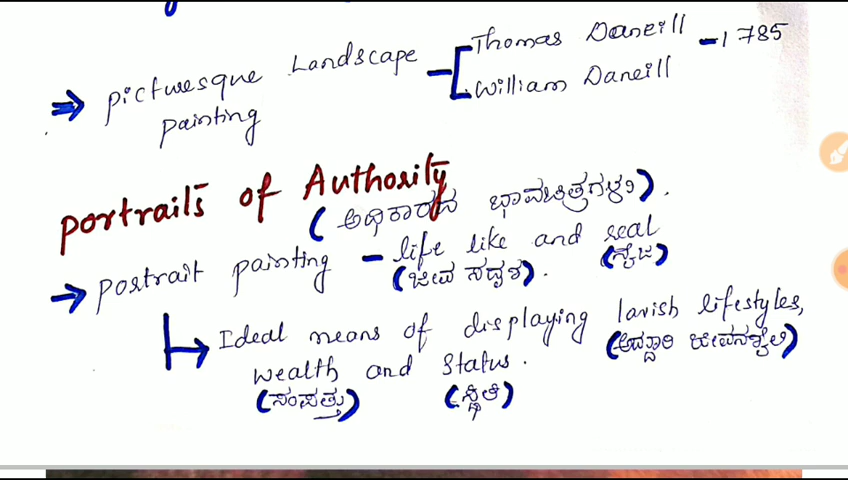 Thomas Daneill
⇒ picturesque Landscape – [ – 1785
William Daneill
painting
portraits of Authority
(ಅಧಿಕಾರದ ಭಾವಚಿತ್ರಗಳು).
→ portrait painting – life like and real
(ಜೀವ ಸದೃಶ). (ನೈಜ)
→ Ideal means of displaying lavish lifestyles,
(ಅದ್ದೂರಿ ಜೀವನಶೈಲಿ)
wealth and status.
(ಸಂಪತ್ತು) (ಸ್ಥಿತಿ)